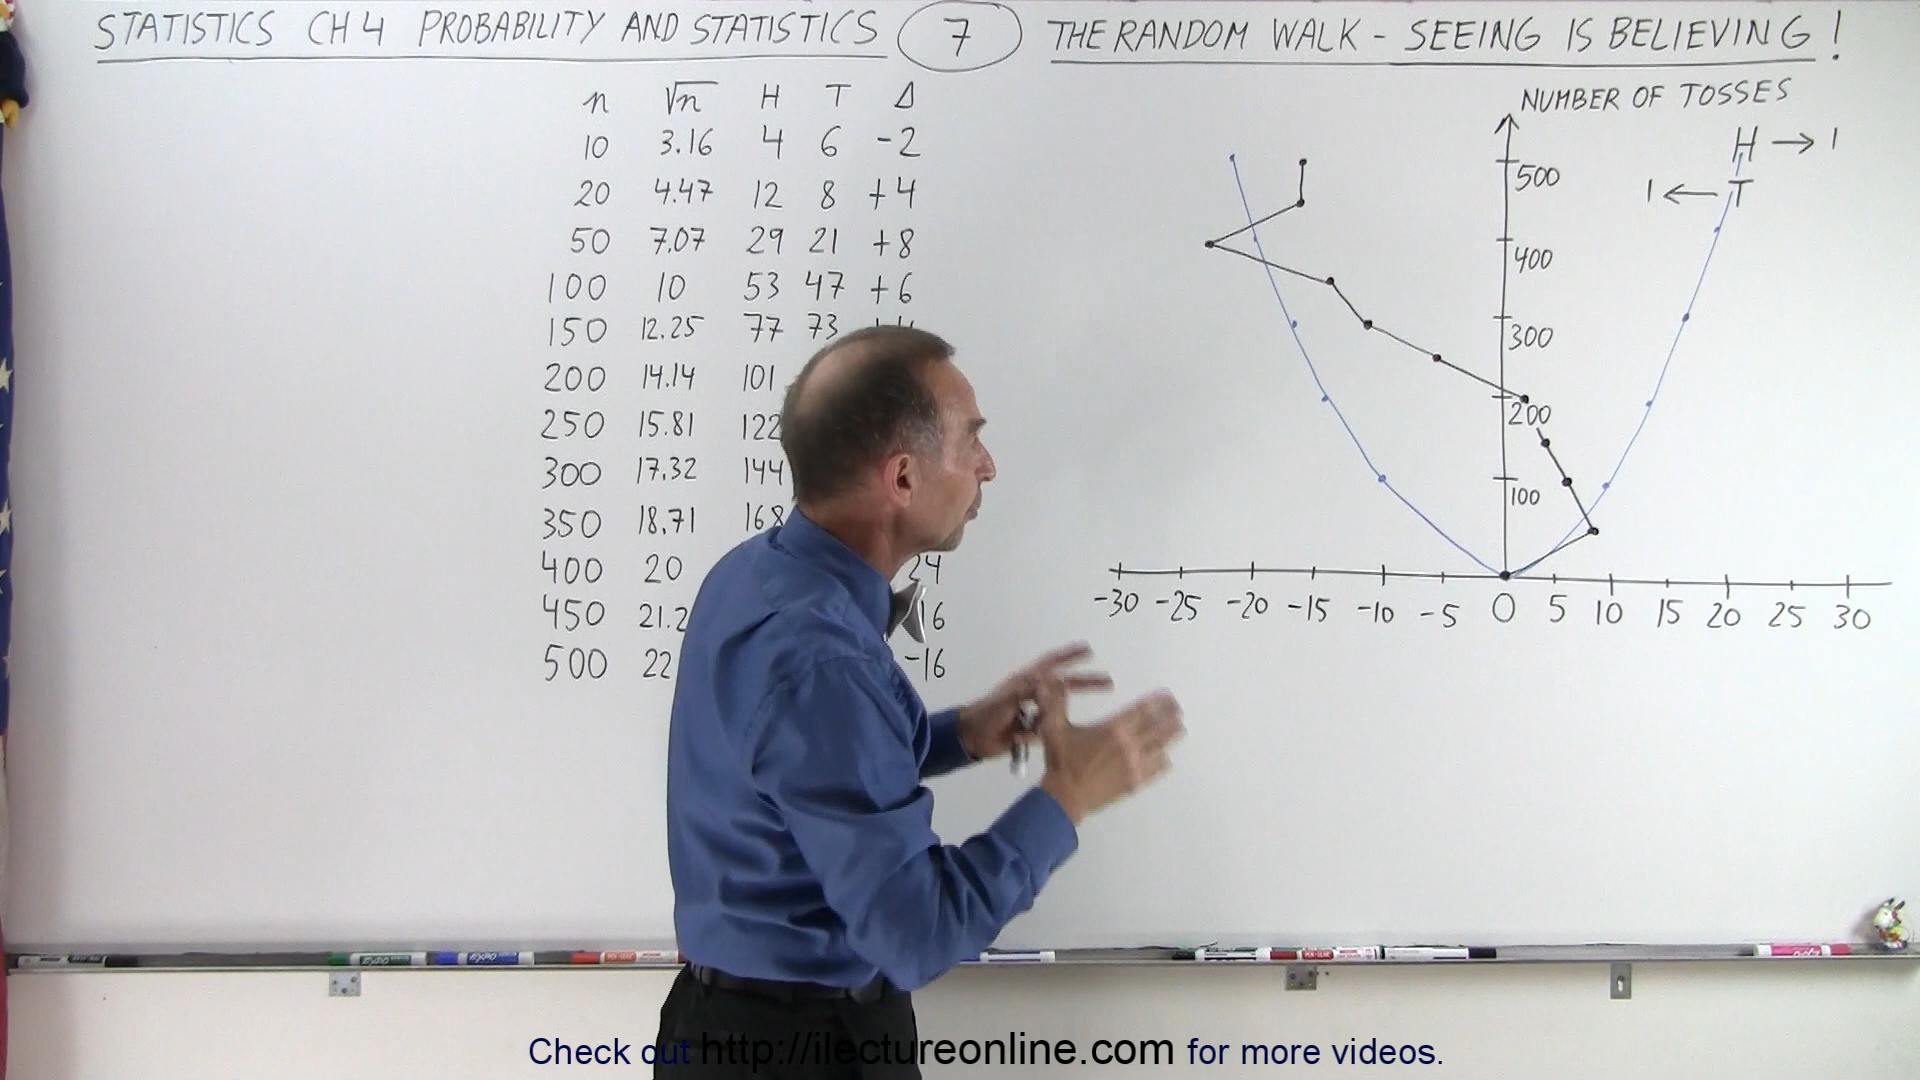 STATISTICS CH 4 PROBABILITY AND STATISTICS 7 THE RANDOM WALK - SEEING IS BELIEVING!
n √n H T Δ
10 3.16 4 6 -2
20 4.47 12 8 +4
50 7.07 29 21 +8
100 10 53 47 +6
150 12.25 77 73
200 14.14 101
250 15.81 122
300 17.32 144
350 18.71 168
400 20 24
450 21.2 16
500 22 -16
NUMBER OF TOSSES
H → 1
1 ← T
500
400
300
200
100
-30 -25 -20 -15 -10 -5 0 5 10 15 20 25 30
Check out http://ilectureonline.com for more videos.